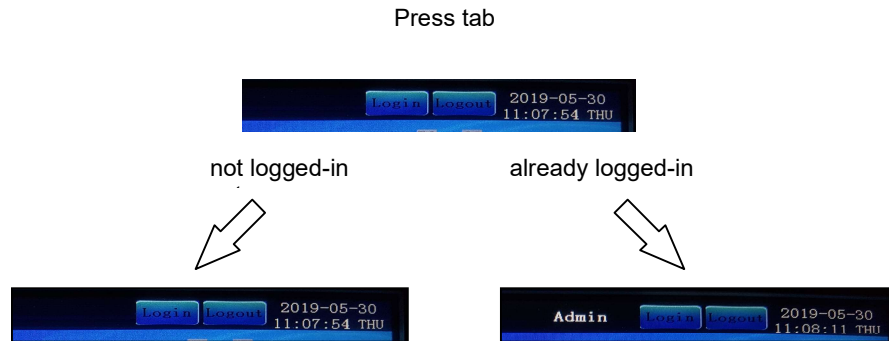 Press tab
Login Logout 2019-05-30
11:07:54 THU
not logged-in
already logged-in
Login Logout 2019-05-30
11:07:54 THU
Admin Login Logout 2019-05-30
11:08:11 THU